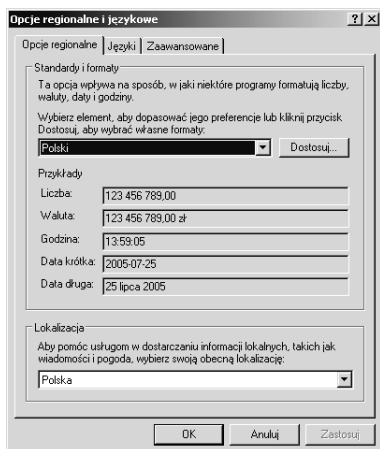 Opcje regionalne i językowe
Opcje regionalne Języki Zaawansowane
Standardy i formaty
Ta opcja wpływa na sposób, w jaki niektóre programy formatują liczby,
waluty, daty i godziny.
Wybierz element, aby dopasować jego preferencje lub kliknij przycisk
Dostosuj, aby wybrać własne formaty:
Polski Dostosuj...
Przykłady
Liczba: 123 456 789,00
Waluta: 123 456 789,00 zł
Godzina: 13:59:05
Data krótka: 2005-07-25
Data długa: 25 lipca 2005
Lokalizacja
Aby pomóc usługom w dostarczaniu informacji lokalnych, takich jak
wiadomości i pogoda, wybierz swoją obecną lokalizację:
Polska
OK Anuluj Zastosuj